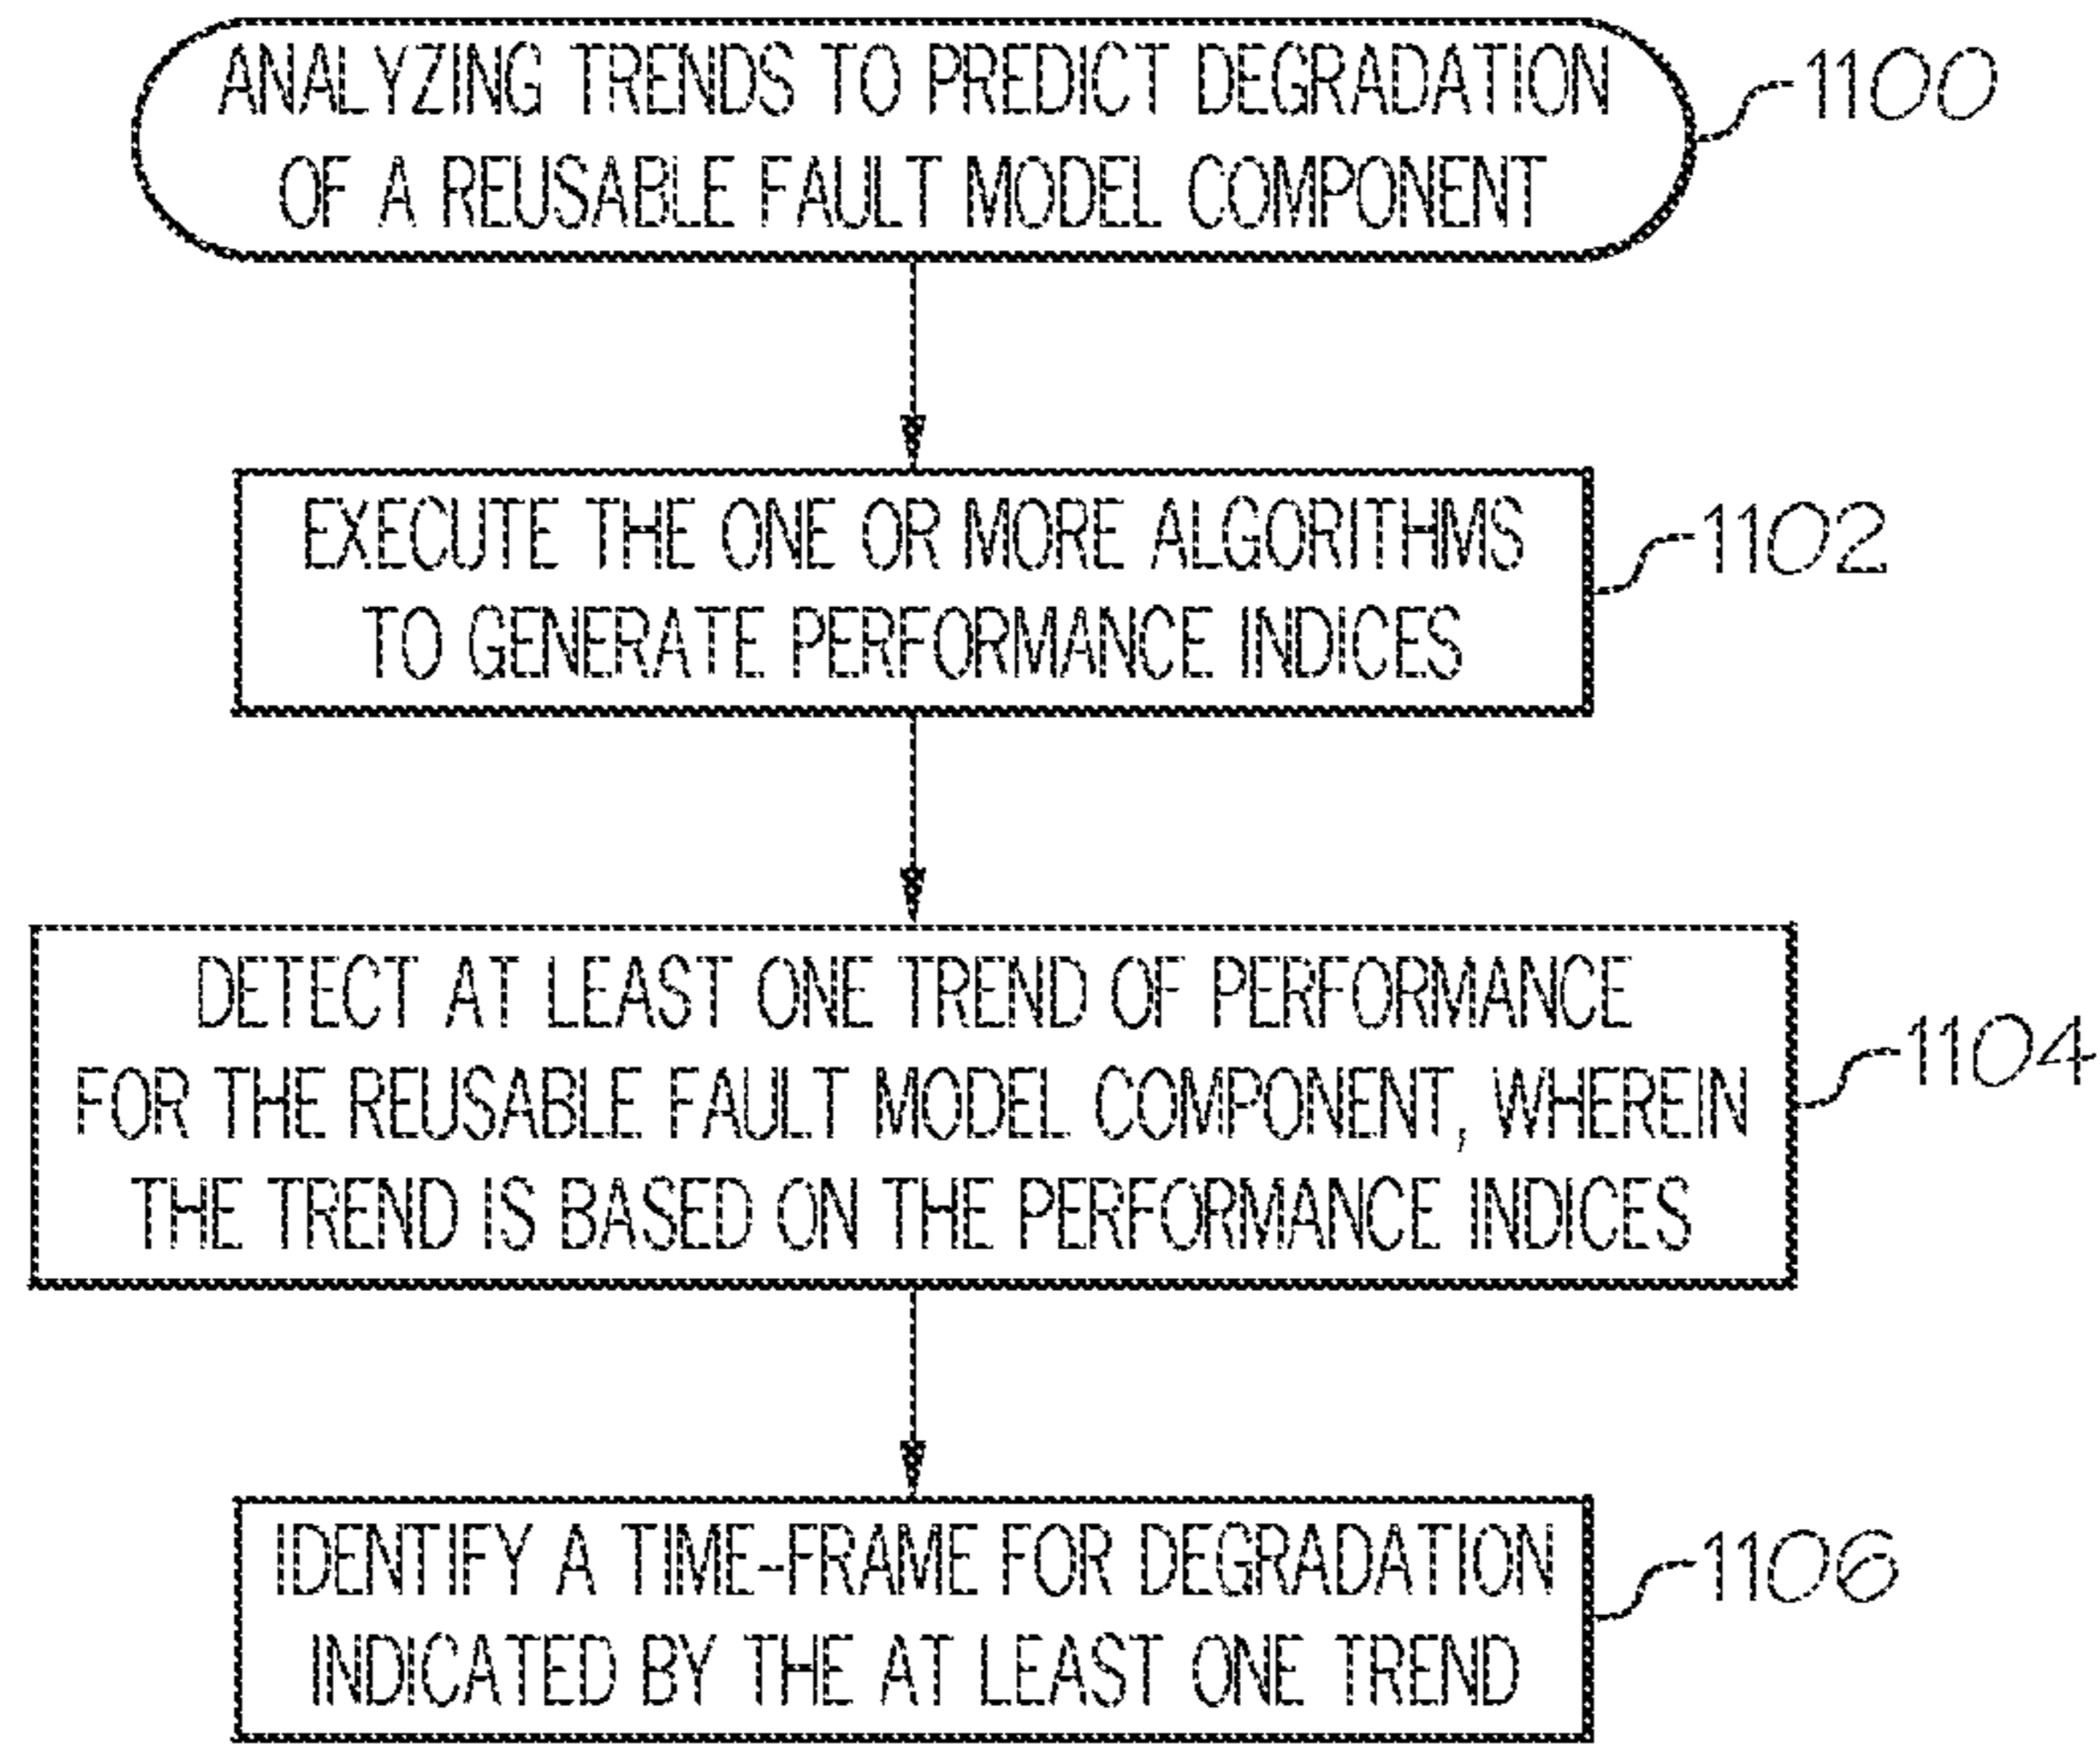 ANALYZING TRENDS TO PREDICT DEGRADATION
OF A REUSABLE FAULT MODEL COMPONENT
1100
EXECUTE THE ONE OR MORE ALGORITHMS
TO GENERATE PERFORMANCE INDICES
1102
DETECT AT LEAST ONE TREND OF PERFORMANCE
FOR THE REUSABLE FAULT MODEL COMPONENT, WHEREIN
THE TREND IS BASED ON THE PERFORMANCE INDICES
1104
IDENTIFY A TIME-FRAME FOR DEGRADATION
INDICATED BY THE AT LEAST ONE TREND
1106